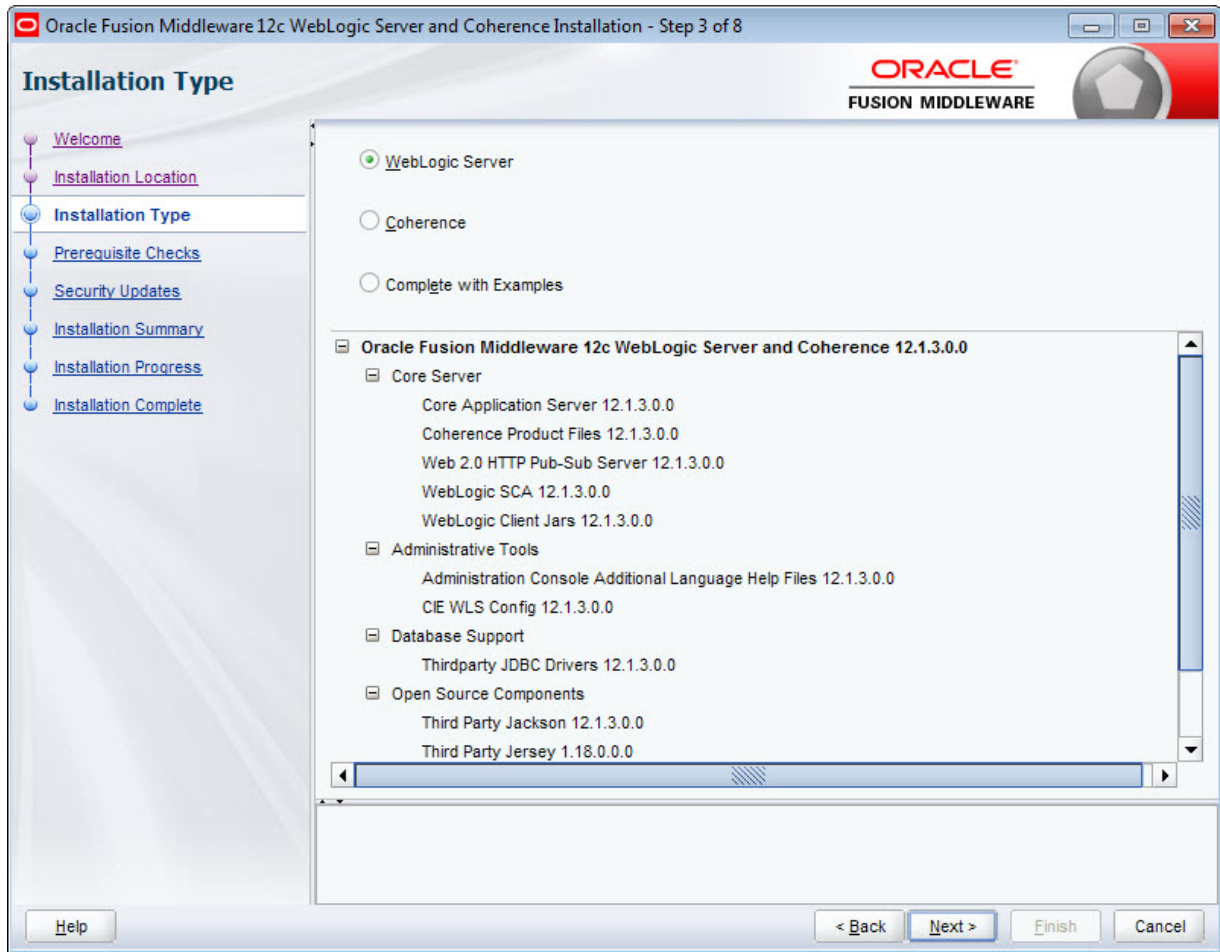 Oracle Fusion Middleware 12c WebLogic Server and Coherence Installation - Step 3 of 8
Installation Type
ORACLE
FUSION MIDDLEWARE
Welcome
Installation Location
Installation Type
Prerequisite Checks
Security Updates
Installation Summary
Installation Progress
Installation Complete
WebLogic Server
Coherence
Complete with Examples
Oracle Fusion Middleware 12c WebLogic Server and Coherence 12.1.3.0.0
Core Server
Core Application Server 12.1.3.0.0
Coherence Product Files 12.1.3.0.0
Web 2.0 HTTP Pub-Sub Server 12.1.3.0.0
WebLogic SCA 12.1.3.0.0
WebLogic Client Jars 12.1.3.0.0
Administrative Tools
Administration Console Additional Language Help Files 12.1.3.0.0
CIE WLS Config 12.1.3.0.0
Database Support
Thirdparty JDBC Drivers 12.1.3.0.0
Open Source Components
Third Party Jackson 12.1.3.0.0
Third Party Jersey 1.18.0.0.0
Help
< Back
Next >
Finish
Cancel